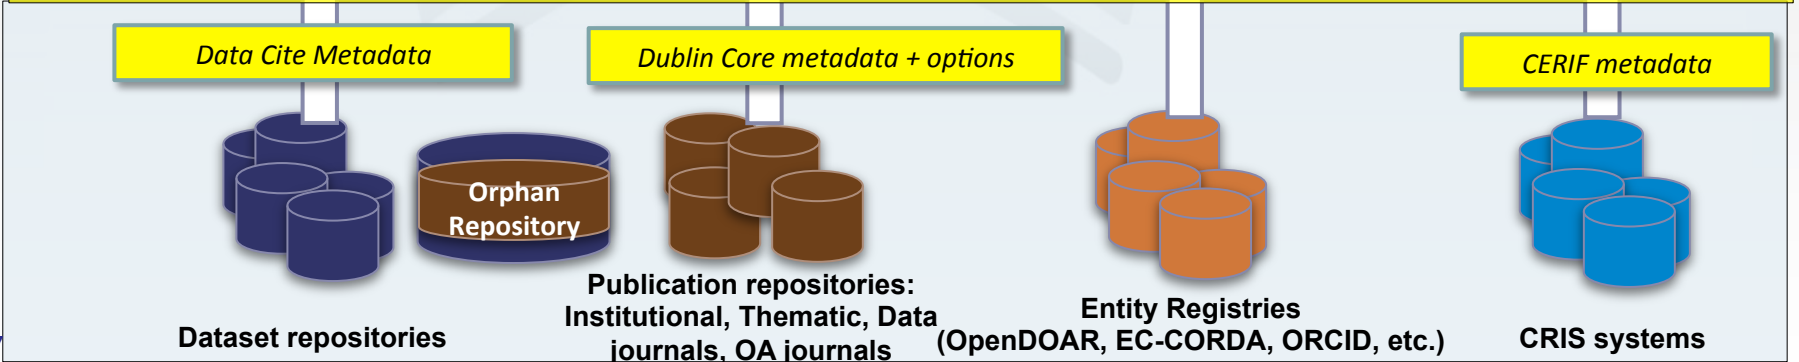 Data Cite Metadata
Dublin Core metadata + options
CERIF metadata
Orphan
Repository
Dataset repositories
Publication repositories:
Institutional, Thematic, Data
journals, OA journals
Entity Registries
(OpenDOAR, EC-CORDA, ORCID, etc.)
CRIS systems